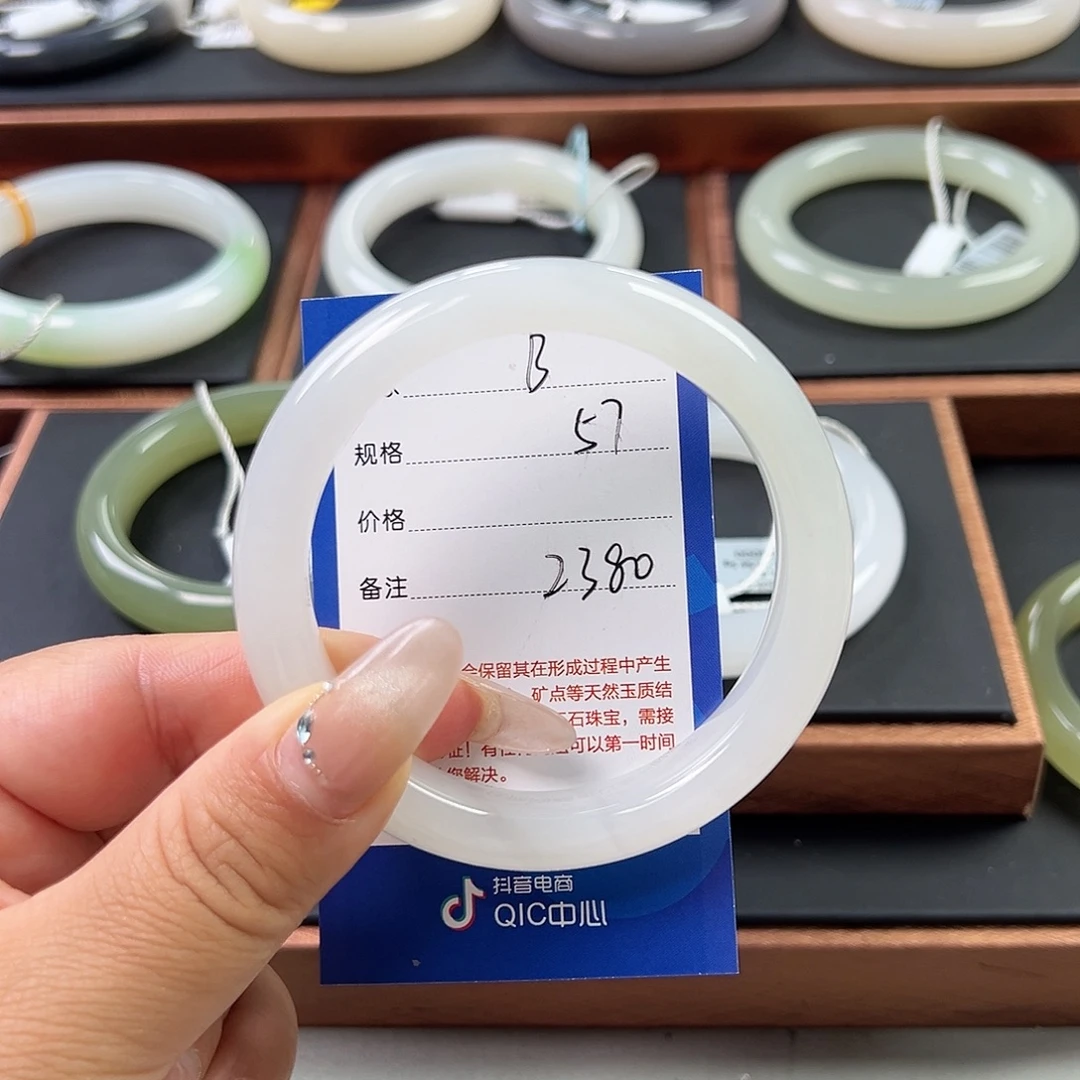 B
规格 57
价格
备注 2380
会保留其在形成过程中产生
矿点等天然玉质结
石珠宝，需接
可以第一时间
您解决。
抖音电商
QIC中心